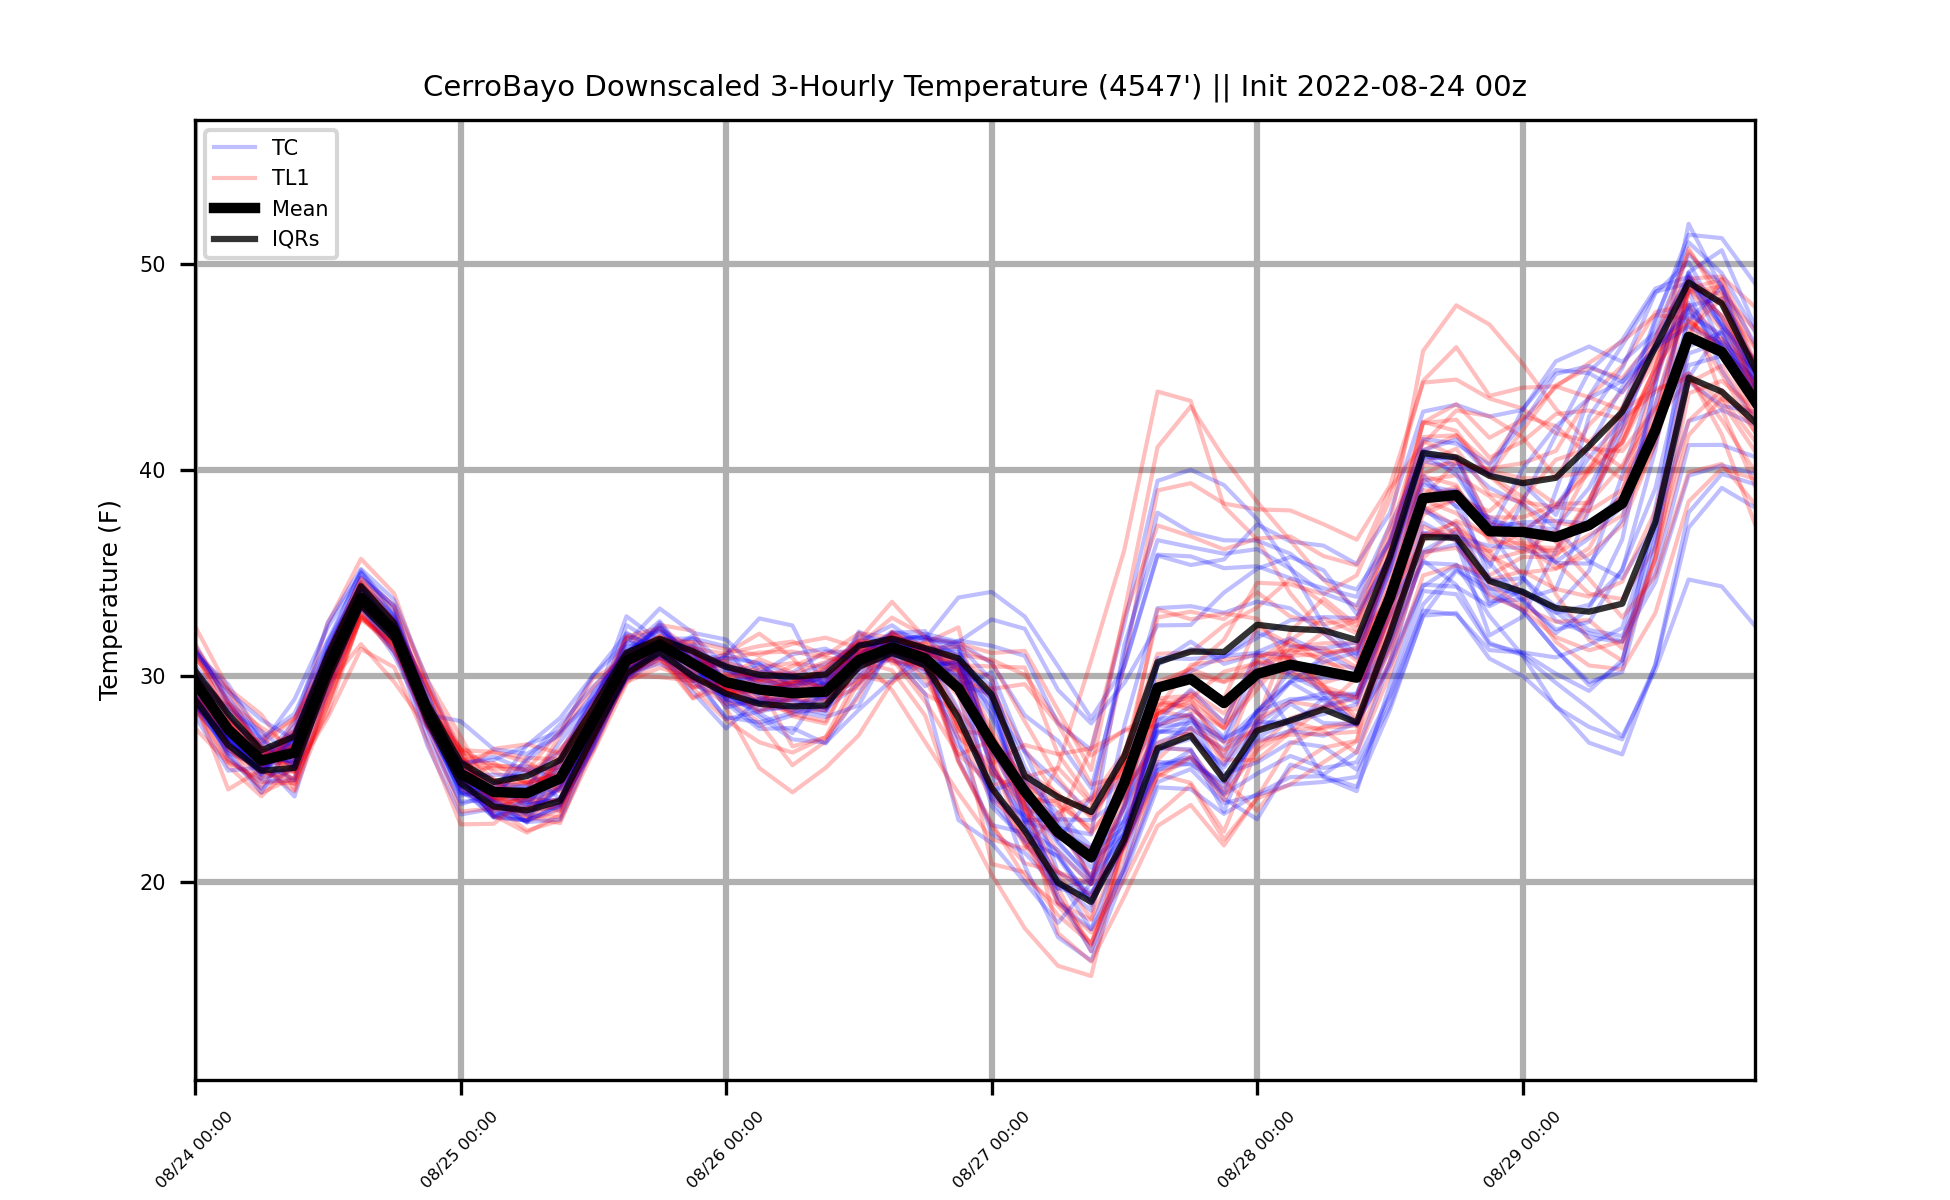 CerroBayo Downscaled 3-Hourly Temperature (4547') || Init 2022-08-24 00z
TC
TL1
Mean
IQRs
Temperature (F)
50
40
30
20
08/24 00:00
08/25 00:00
08/26 00:00
08/27 00:00
08/28 00:00
08/29 00:00